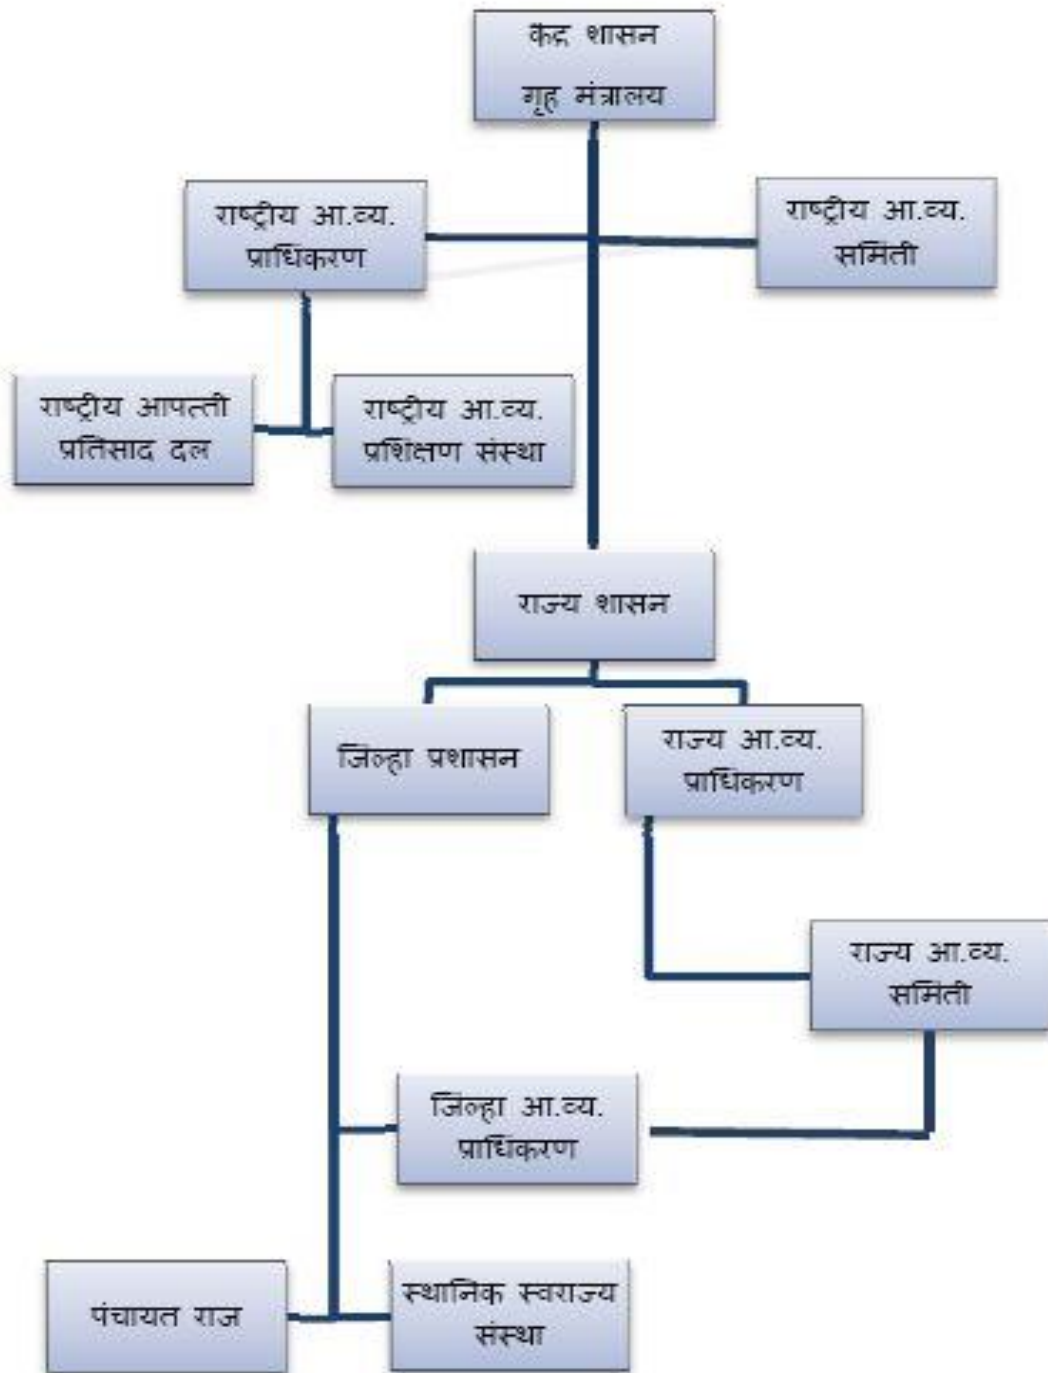 केंद्र शासन
गृह मंत्रालय
राष्ट्रीय आ.व्य.
प्राधिकरण
राष्ट्रीय आ.व्य.
समिती
राष्ट्रीय आपत्ती
प्रतिसाद दल
राष्ट्रीय आ.व्य.
प्रशिक्षण संस्था
राज्य शासन
जिल्हा प्रशासन
राज्य आ.व्य.
प्राधिकरण
राज्य आ.व्य.
समिती
जिल्हा आ.व्य.
प्राधिकरण
पंचायत राज
स्थानिक स्वराज्य
संस्था